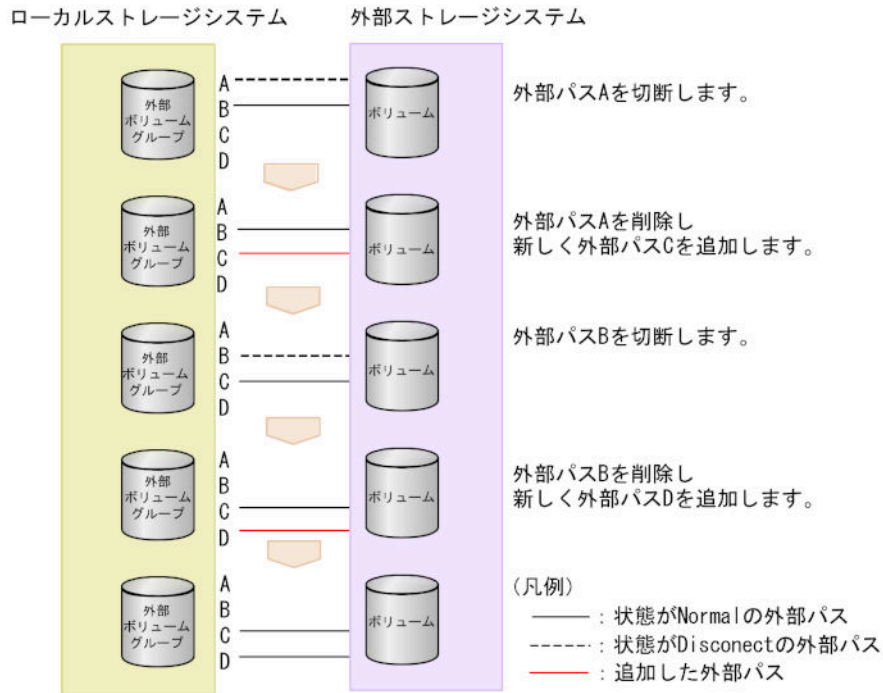 ローカルストレージシステム
外部ストレージシステム
外部
ボリューム
グループ
A
B
C
D
ボリューム
外部パスAを切断します。
外部
ボリューム
グループ
A
B
C
D
ボリューム
外部パスAを削除し
新しく外部パスCを追加します。
外部
ボリューム
グループ
A
B
C
D
ボリューム
外部パスBを切断します。
外部
ボリューム
グループ
A
B
C
D
ボリューム
外部パスBを削除し
新しく外部パスDを追加します。
外部
ボリューム
グループ
A
B
C
D
ボリューム
(凡例)
: 状態がNormalの外部パス
: 状態がDisconectの外部パス
: 追加した外部パス